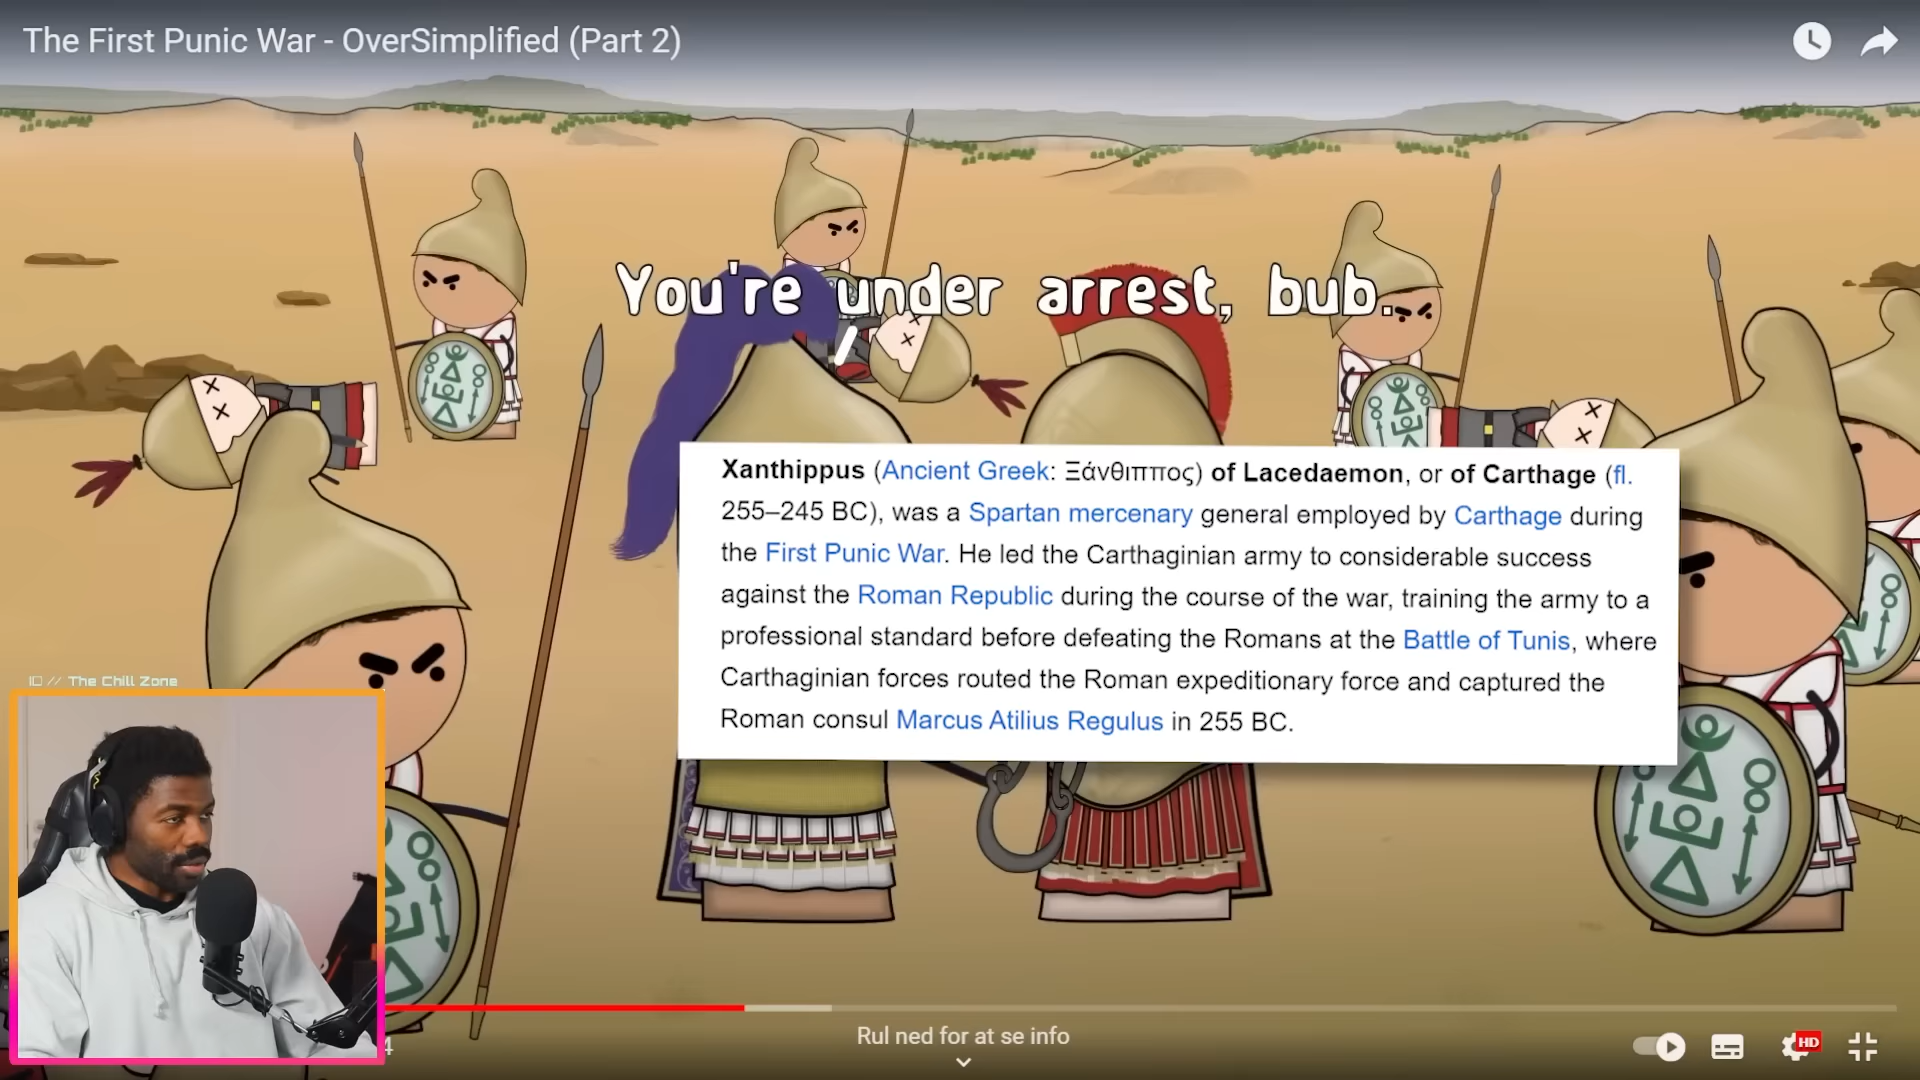 The First Punic War - OverSimplified (Part 2)
You're under arrest, bub.
Xanthippus (Ancient Greek: Ξάνθιππος) of Lacedaemon, or of Carthage (fl.
255–245 BC), was a Spartan mercenary general employed by Carthage during
the First Punic War. He led the Carthaginian army to considerable success
against the Roman Republic during the course of the war, training the army to a
professional standard before defeating the Romans at the Battle of Tunis, where
Carthaginian forces routed the Roman expeditionary force and captured the
Roman consul Marcus Atilius Regulus in 255 BC.
ID // The Chill Zone
4
Rul ned for at se info
HD